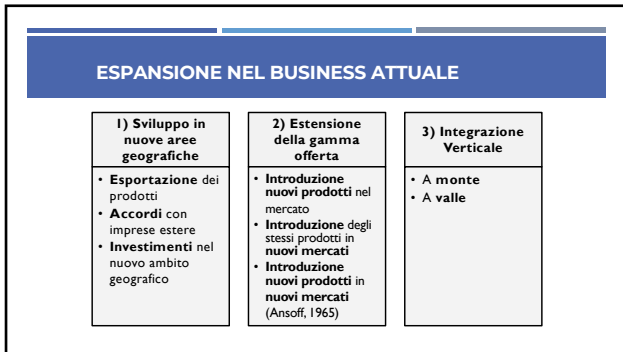 ESPANSIONE NEL BUSINESS ATTUALE
1) Sviluppo in
nuove aree
geografiche
• Esportazione dei
prodotti
• Accordi con
imprese estere
• Investimenti nel
nuovo ambito
geografico
2) Estensione
della gamma
offerta
• Introduzione
nuovi prodotti nel
mercato
• Introduzione degli
stessi prodotti in
nuovi mercati
• Introduzione
nuovi prodotti in
nuovi mercati
(Ansoff, 1965)
3) Integrazione
Verticale
• A monte
• A valle